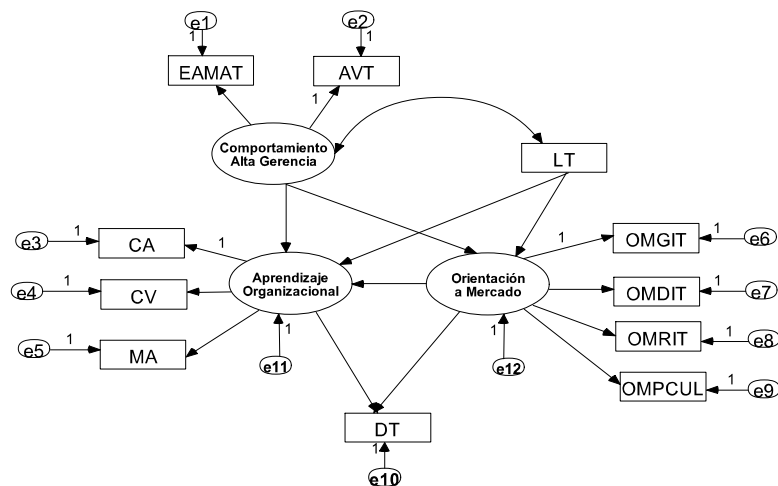 e1
e2
1
1
EAMAT
AVT
1
Comportamiento
Alta Gerencia
LT
e3
1
CA
1
1
OMGIT
1
e6
e4
1
CV
Aprendizaje
Organizacional
Orientación
a Mercado
OMDIT
1
e7
e5
1
MA
1
1
OMRIT
1
e8
e11
e12
OMPCUL
1
e9
DT
1
e10